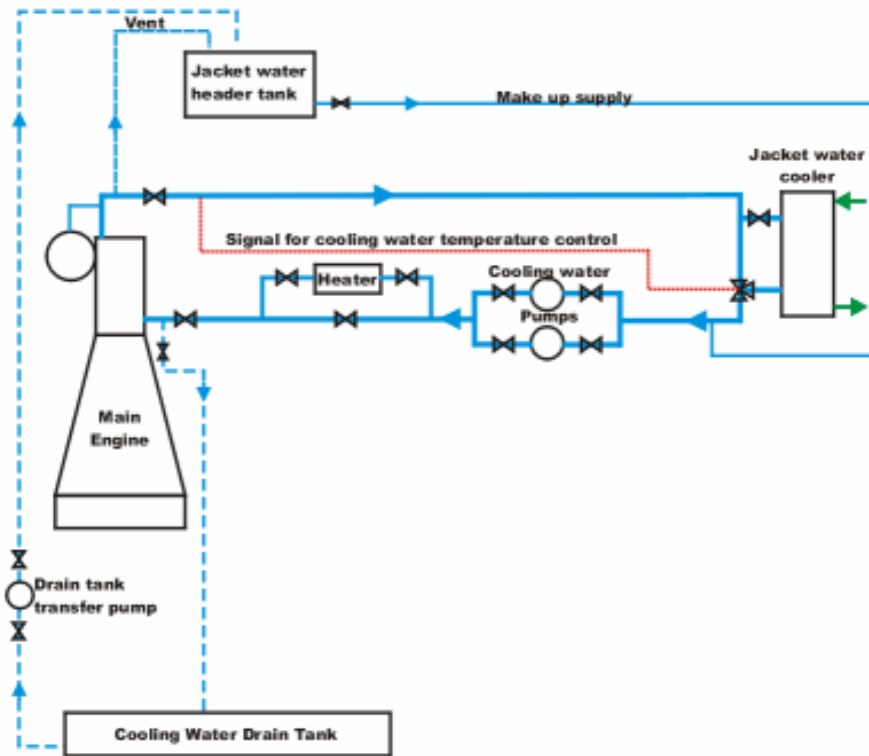 Vent
Jacket water
header tank
Make up supply
Jacket water
cooler
Signal for cooling water temperature control
Cooling water
Heater
Pumps
Main
Engine
Drain tank
transfer pump
Cooling Water Drain Tank